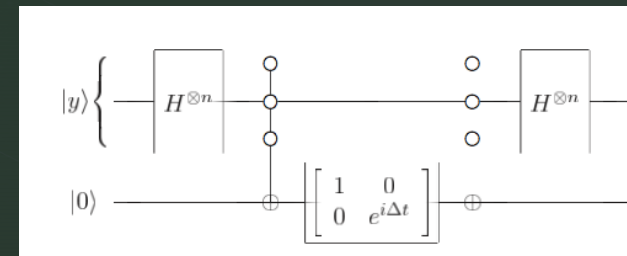 |y⟩ H^{⊗n} H^{⊗n}
|0⟩ [ 1 0
0 e^{iΔt} ]